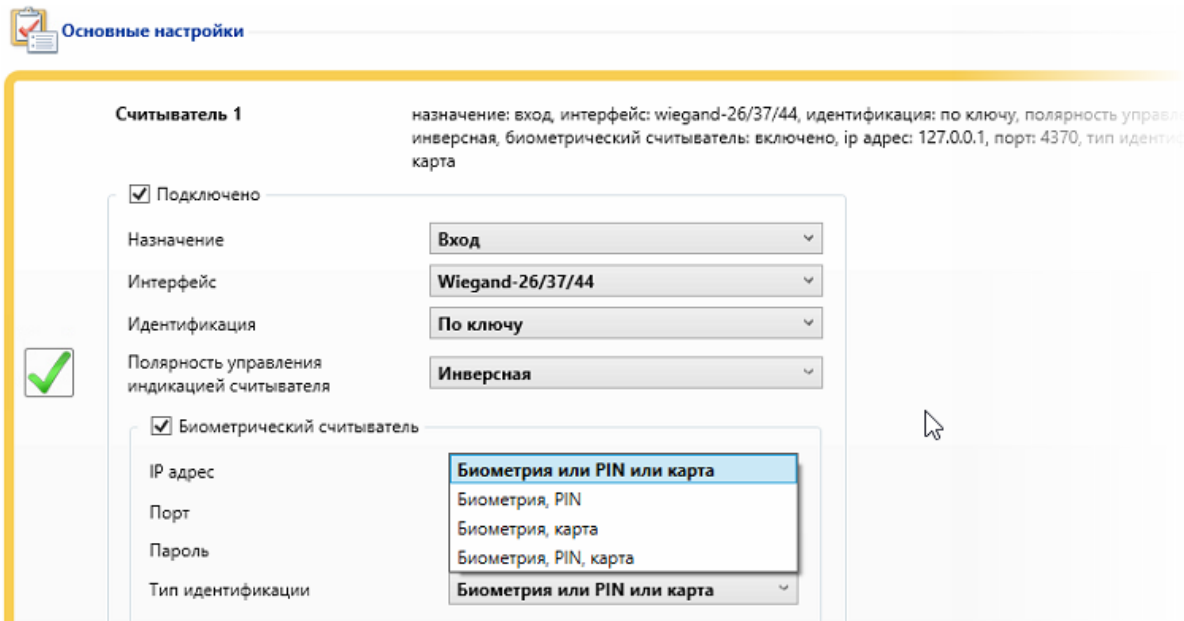 Основные настройки
Считыватель 1
назначение: вход, интерфейс: wiegand-26/37/44, идентификация: по ключу, полярность
инверсная, биометрический считыватель: включено, ip адрес: 127.0.0.1, порт: 4370, тип
карта
Подключено
Назначение
Вход
Интерфейс
Wiegand-26/37/44
Идентификация
По ключу
Полярность управления
индикацией считывателя
Инверсная
Биометрический считыватель
IP адрес
Биометрия или PIN или карта
Биометрия, PIN
Порт
Биометрия, карта
Пароль
Биометрия, PIN, карта
Тип идентификации
Биометрия или PIN или карта